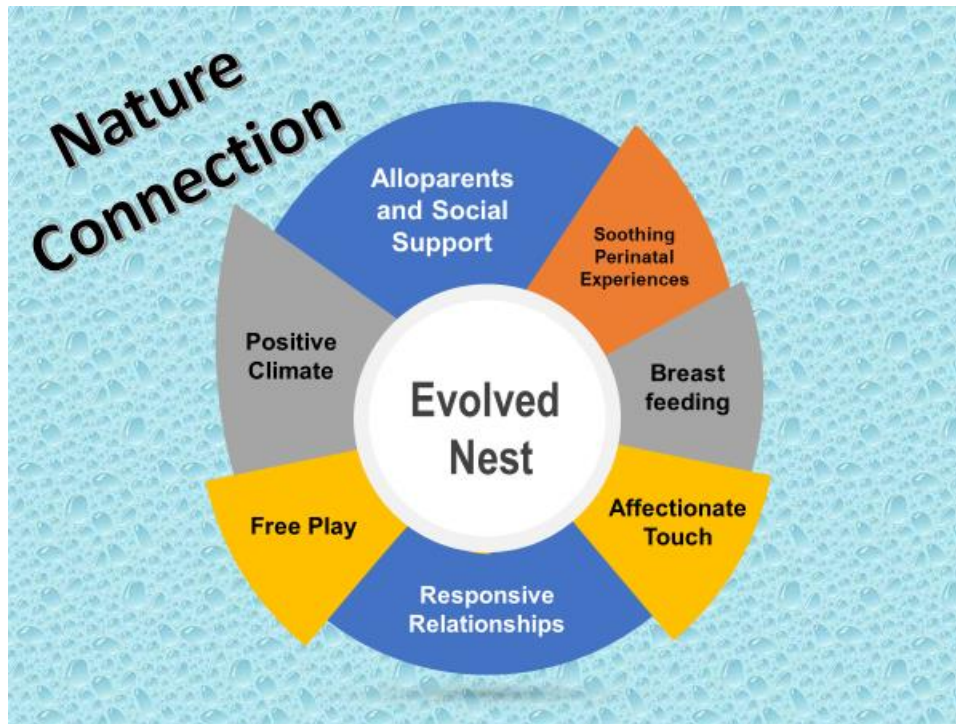 Nature
Connection
Alloparents
and Social
Support
Soothing
Perinatal
Experiences
Breast
feeding
Affectionate
Touch
Responsive
Relationships
Free Play
Positive
Climate
Evolved
Nest